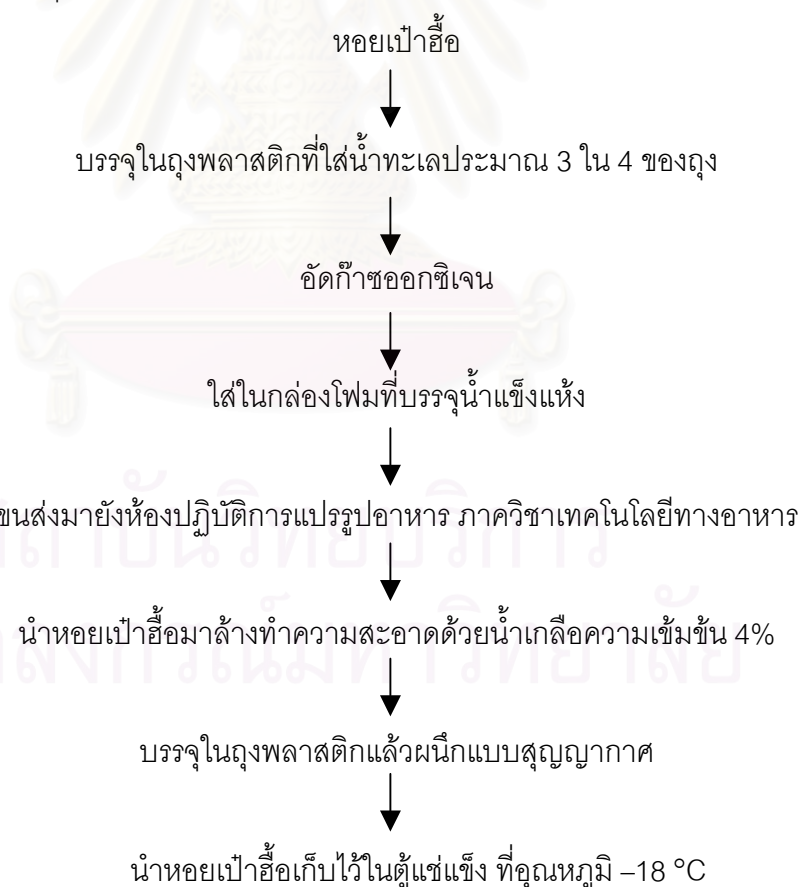 หอยเป๋าฮื้อ
บรรจุในถุงพลาสติกที่ใส่น้ำทะเลประมาณ 3 ใน 4 ของถุง
อัดก๊าซออกซิเจน
ใส่ในกล่องโฟมที่บรรจุน้ำแข็งแห้ง
ขนส่งมายังห้องปฏิบัติการแปรรูปอาหาร ภาควิชาเทคโนโลยีทางอาหาร
นำหอยเป๋าฮื้อมาล้างทำความสะอาดด้วยน้ำเกลือความเข้มข้น 4%
บรรจุในถุงพลาสติกแล้วผนึกแบบสุญญากาศ
นำหอยเป๋าฮื้อเก็บไว้ในตู้แช่แข็ง ที่อุณหภูมิ –18 °C